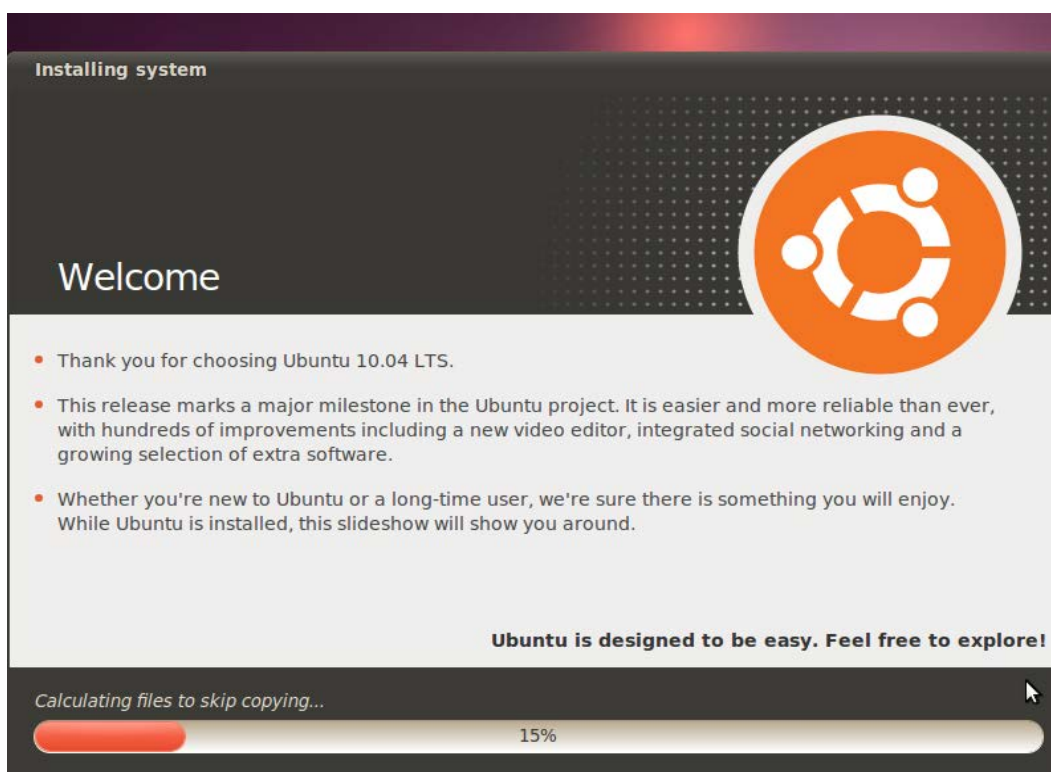 Installing system
Welcome
Thank you for choosing Ubuntu 10.04 LTS.
This release marks a major milestone in the Ubuntu project. It is easier and more reliable than ever,
with hundreds of improvements including a new video editor, integrated social networking and a
growing selection of extra software.
Whether you're new to Ubuntu or a long-time user, we're sure there is something you will enjoy.
While Ubuntu is installed, this slideshow will show you around.
Ubuntu is designed to be easy. Feel free to explore!
Calculating files to skip copying...
15%